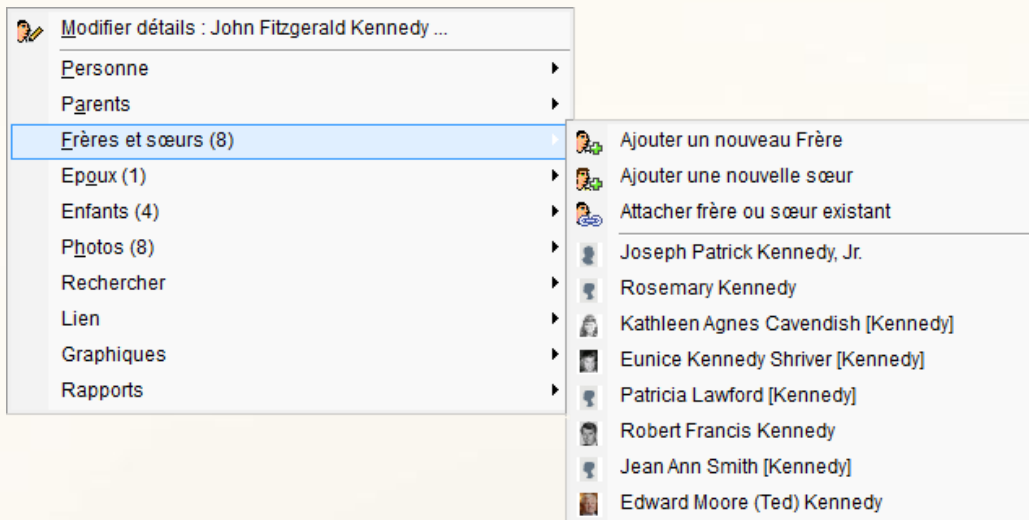 Modifier détails : John Fitzgerald Kennedy ...
Personne
Parents
Frères et sœurs (8)
Epoux (1)
Enfants (4)
Photos (8)
Rechercher
Lien
Graphiques
Rapports
Ajouter un nouveau Frère
Ajouter une nouvelle sœur
Attacher frère ou sœur existant
Joseph Patrick Kennedy, Jr.
Rosemary Kennedy
Kathleen Agnes Cavendish [Kennedy]
Eunice Kennedy Shriver [Kennedy]
Patricia Lawford [Kennedy]
Robert Francis Kennedy
Jean Ann Smith [Kennedy]
Edward Moore (Ted) Kennedy